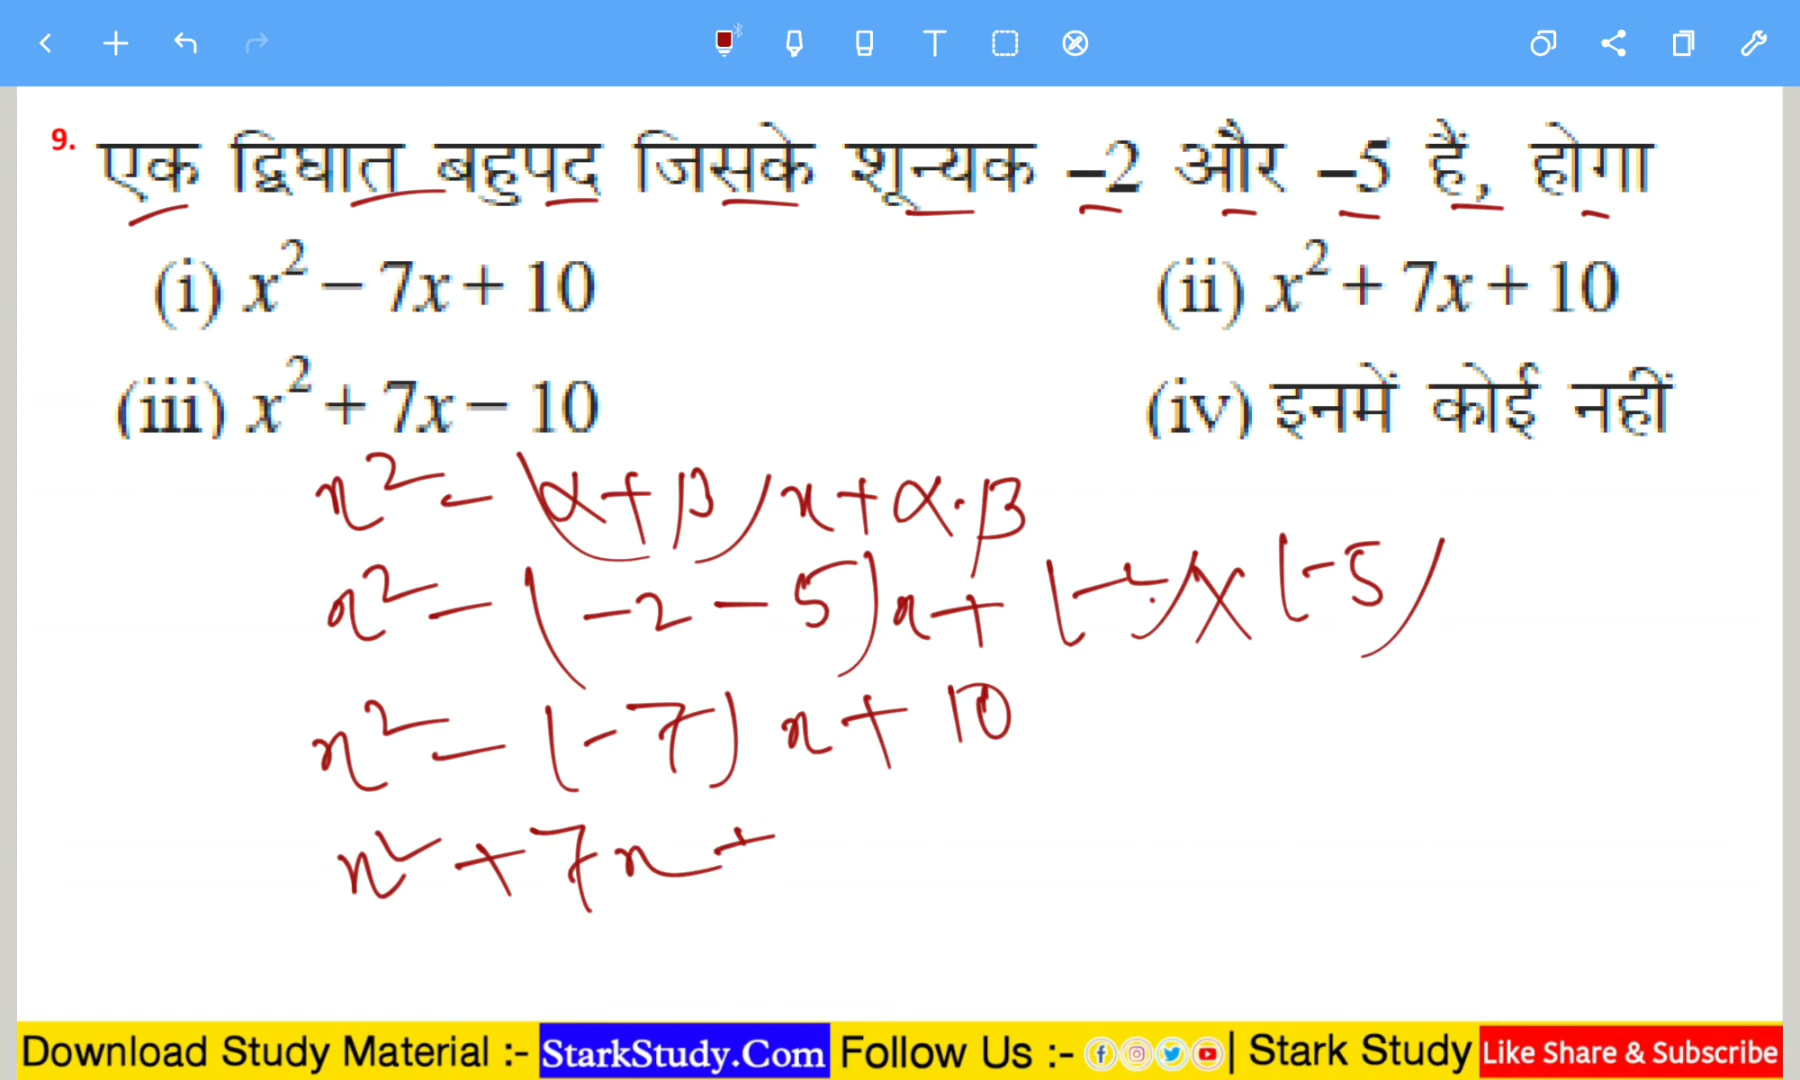 9. एक द्विघात बहुपद जिसके शून्यक –2 और –5 हैं, होगा
(i) x² – 7x + 10 (ii) x² + 7x + 10
(iii) x² + 7x – 10 (iv) इनमें कोई नहीं
x² - (α+β)x + α·β
x² - (-2-5)x + (-2)×(-5)
x² - (-7)x + 10
x² + 7x +
Download Study Material :- StarkStudy.Com Follow Us :- | Stark Study Like Share & Subscribe